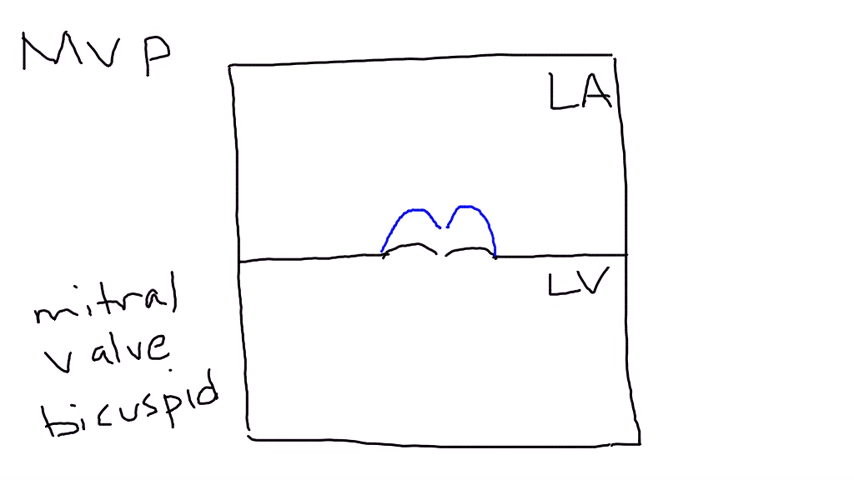 MVP
LA
LV
mitral
valve
bicuspid